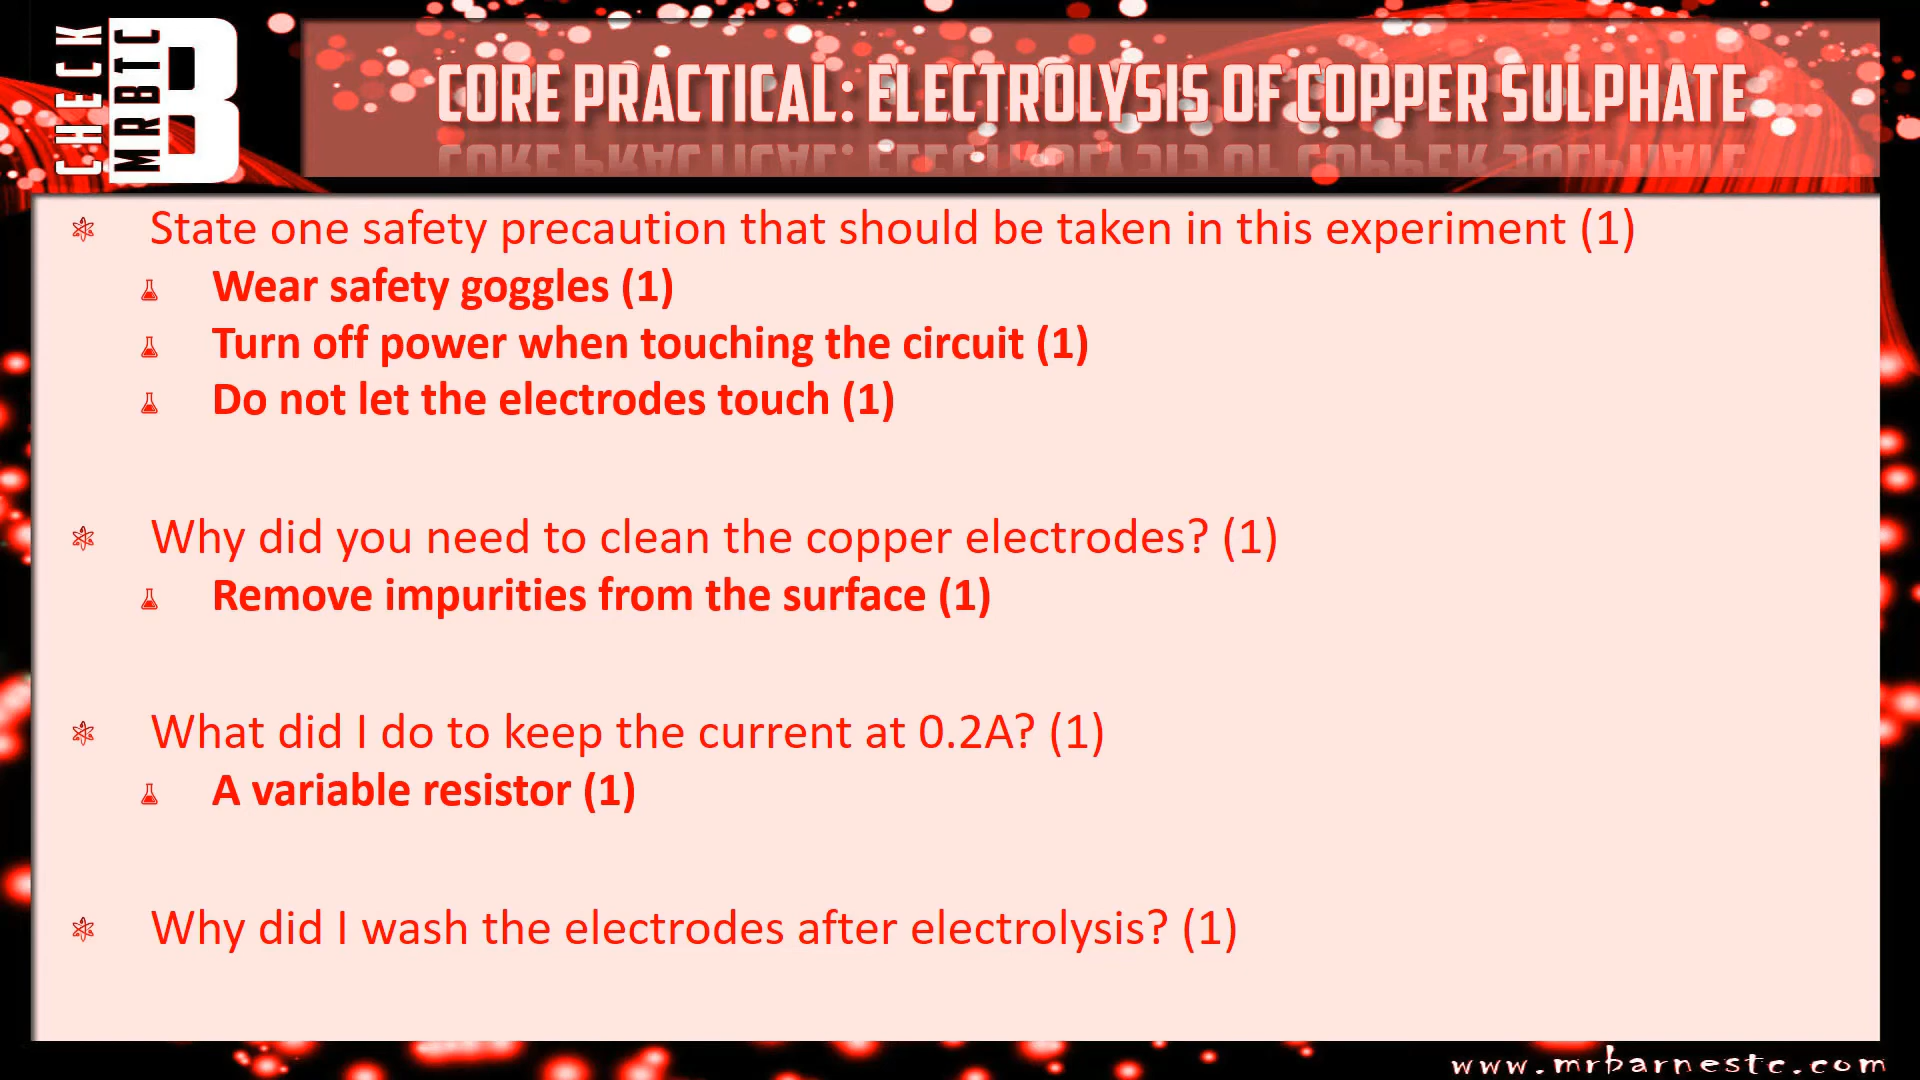 CHECK
MRBTC
B
CORE PRACTICAL: ELECTROLYSIS OF COPPER SULPHATE
State one safety precaution that should be taken in this experiment (1)
Wear safety goggles (1)
Turn off power when touching the circuit (1)
Do not let the electrodes touch (1)
Why did you need to clean the copper electrodes? (1)
Remove impurities from the surface (1)
What did I do to keep the current at 0.2A? (1)
A variable resistor (1)
Why did I wash the electrodes after electrolysis? (1)
www.mrbarnestc.com